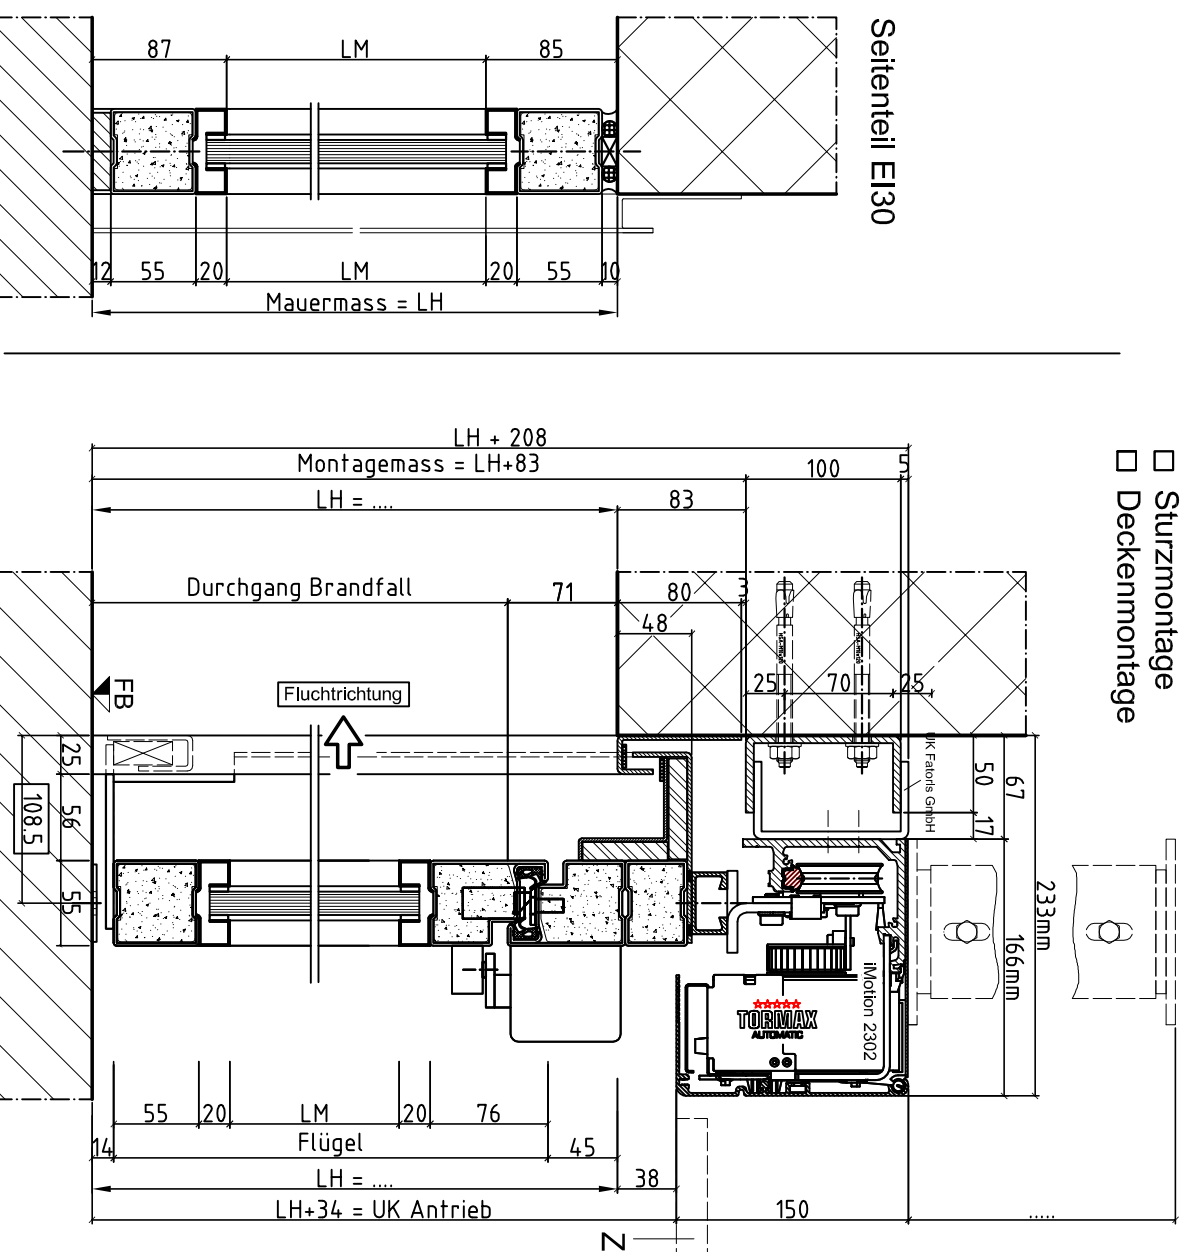 Seitenteil EI30
87
LM
85
12
55
20
LM
20
55
10
Mauermass = LH
☐ Sturzmontage
☐ Deckenmontage
LH + 208
Montagemass = LH+83
100
5
LH = ....
83
Durchgang Brandfall
71
80
3
48
25
70
25
FB
Fluchtrichtung
UK Fatorls GmbH
25
56
55
108.5
50
17
67
233mm
166mm
iMotion 2302
TORMAX
AUTOMATIC
55
20
LM
20
76
14
Flügel
45
LH = ....
38
LH+34 = UK Antrieb
150
.....
Z